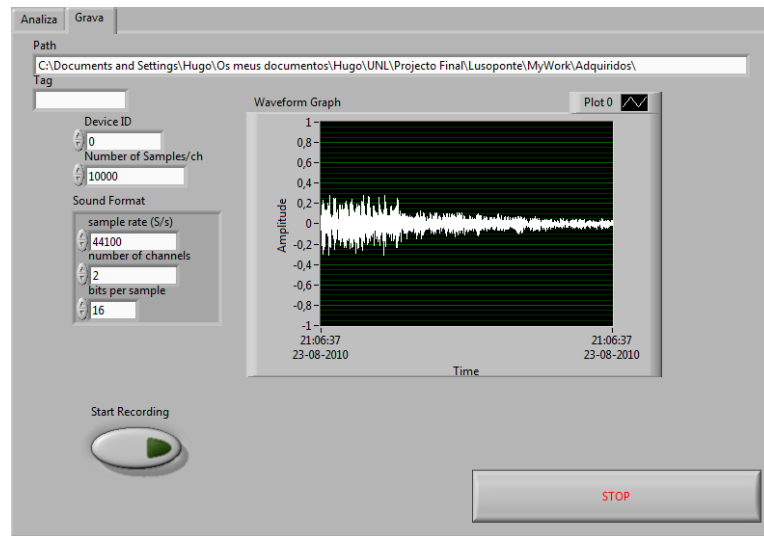 Analiza Grava
Path
C:\Documents and Settings\Hugo\Os meus documentos\Hugo\UNL\Projecto Final\Lusoponte\MyWork\Adquiridos\
Tag
Device ID
0
Number of Samples/ch
10000
Sound Format
sample rate (S/s)
44100
number of channels
2
bits per sample
16
Waveform Graph
Plot 0
Amplitude
1
0,8
0,6
0,4
0,2
0
-0,2
-0,4
-0,6
-0,8
-1
21:06:37
23-08-2010
21:06:37
23-08-2010
Time
Start Recording
STOP